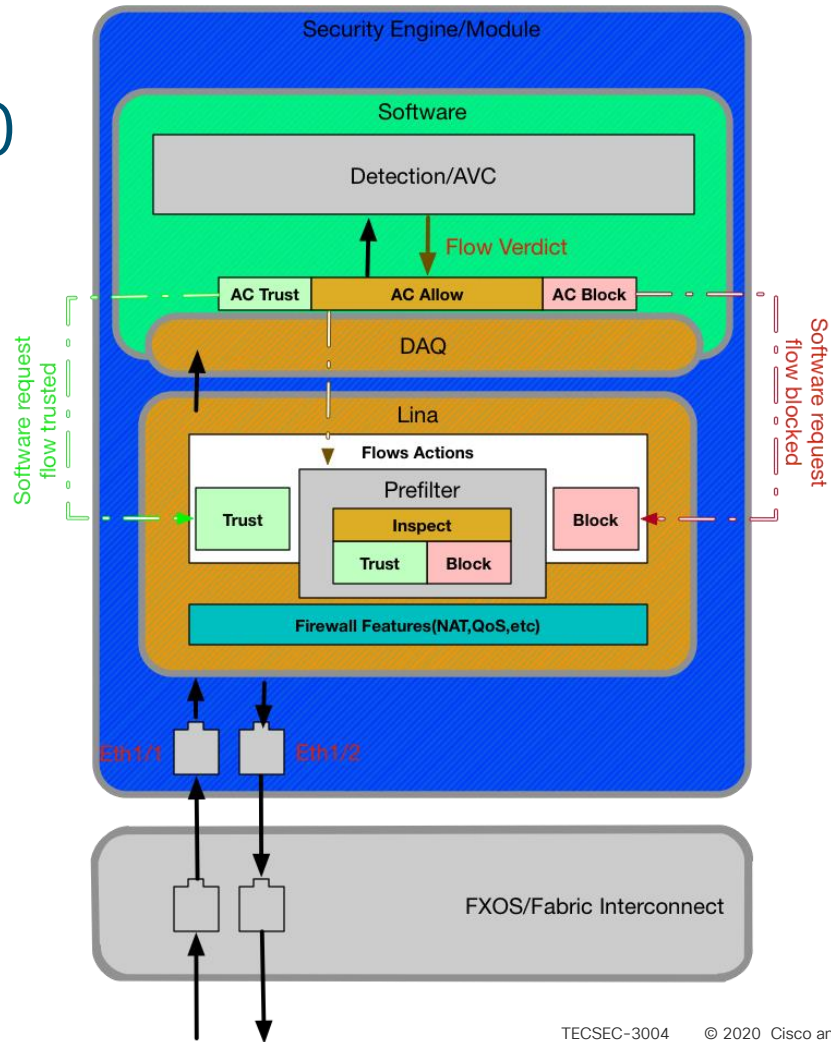 Security Engine/Module
0
Software
Detection/AVC
Flow Verdict
AC Trust
AC Allow
AC Block
DAQ
Software request
flow trusted
Software request
flow blocked
Lina
Flows Actions
Prefilter
Trust
Inspect
Block
Trust
Block
Firewall Features(NAT,QoS,etc)
Eth1/1
Eth1/2
FXOS/Fabric Interconnect
TECSEC-3004
© 2020 Cisco an